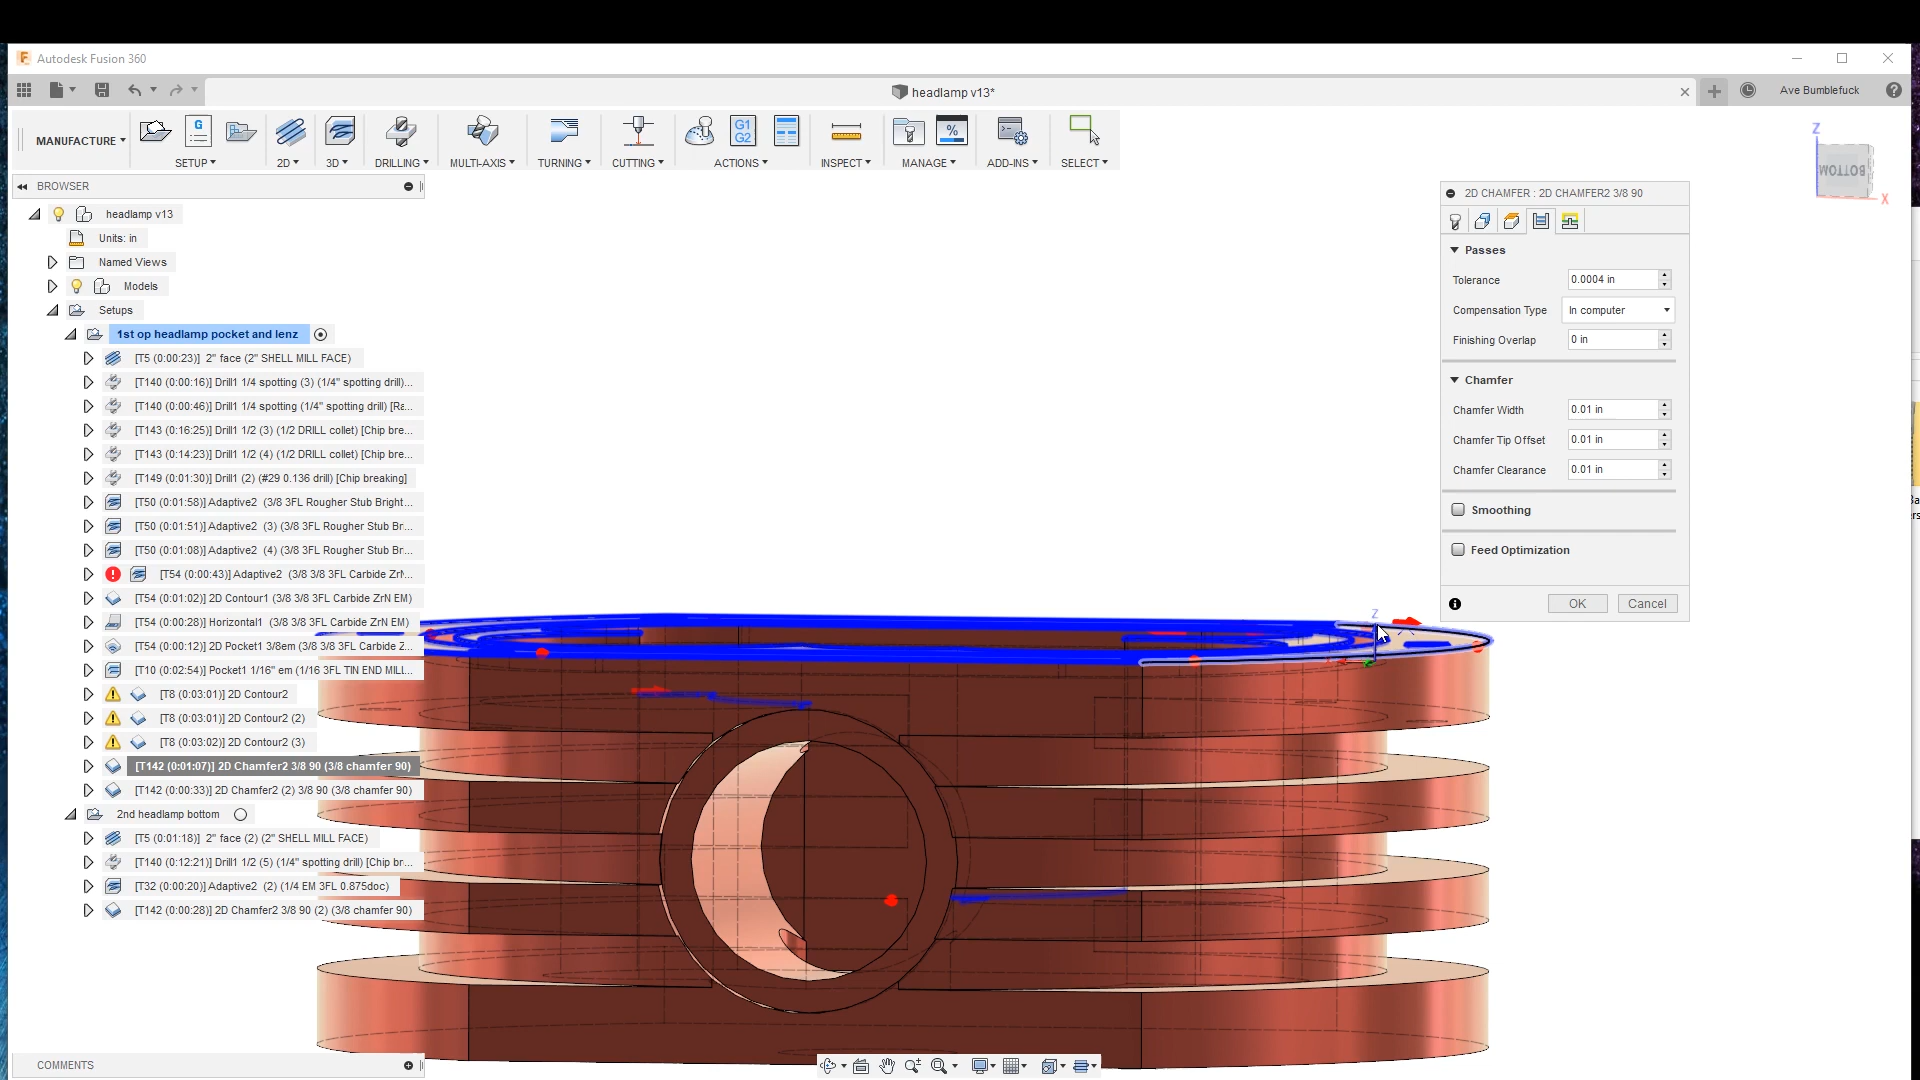 Autodesk Fusion 360
headlamp v13*
Ave Bumblefuck
MANUFACTURE
G
G1
G2
%
SETUP
2D
3D
DRILLING
MULTI-AXIS
TURNING
CUTTING
ACTIONS
INSPECT
MANAGE
ADD-INS
SELECT
Z
BOTTOM
X
BROWSER
headlamp v13
Units: in
Named Views
Models
Setups
1st op headlamp pocket and lenz
[T5 (0:00:23)] 2" face (2" SHELL MILL FACE)
[T140 (0:00:16)] Drill1 1/4 spotting (3) (1/4" spotting drill)...
[T140 (0:00:46)] Drill1 1/4 spotting (1/4" spotting drill) [Ra...
[T143 (0:16:25)] Drill1 1/2 (3) (1/2 DRILL collet) [Chip bre...
[T143 (0:14:23)] Drill1 1/2 (4) (1/2 DRILL collet) [Chip bre...
[T149 (0:01:30)] Drill1 (2) (#29 0.136 drill) [Chip breaking]
[T50 (0:01:58)] Adaptive2 (3/8 3FL Rougher Stub Bright...
[T50 (0:01:51)] Adaptive2 (3) (3/8 3FL Rougher Stub Br...
[T50 (0:01:08)] Adaptive2 (4) (3/8 3FL Rougher Stub Br...
[T54 (0:00:43)] Adaptive2 (3/8 3/8 3FL Carbide ZrN...
[T54 (0:01:02)] 2D Contour1 (3/8 3/8 3FL Carbide ZrN EM)
[T54 (0:00:28)] Horizontal1 (3/8 3/8 3FL Carbide ZrN EM)
[T54 (0:00:12)] 2D Pocket1 3/8em (3/8 3/8 3FL Carbide Z...
[T10 (0:02:54)] Pocket1 1/16" em (1/16 3FL TIN END MILL...
[T8 (0:03:01)] 2D Contour2
[T8 (0:03:01)] 2D Contour2 (2)
[T8 (0:03:02)] 2D Contour2 (3)
[T142 (0:01:07)] 2D Chamfer2 3/8 90 (3/8 chamfer 90)
[T142 (0:00:33)] 2D Chamfer2 (2) 3/8 90 (3/8 chamfer 90)
2nd headlamp bottom
[T5 (0:01:18)] 2" face (2) (2" SHELL MILL FACE)
[T140 (0:12:21)] Drill1 1/2 (5) (1/4" spotting drill) [Chip br...
[T32 (0:00:20)] Adaptive2 (2) (1/4 EM 3FL 0.875doc)
[T142 (0:00:28)] 2D Chamfer2 3/8 90 (2) (3/8 chamfer 90)
COMMENTS
2D CHAMFER : 2D CHAMFER2 3/8 90
Passes
Tolerance 0.0004 in
Compensation Type In computer
Finishing Overlap 0 in
Chamfer
Chamfer Width 0.01 in
Chamfer Tip Offset 0.01 in
Chamfer Clearance 0.01 in
Smoothing
Feed Optimization
OK Cancel
Z